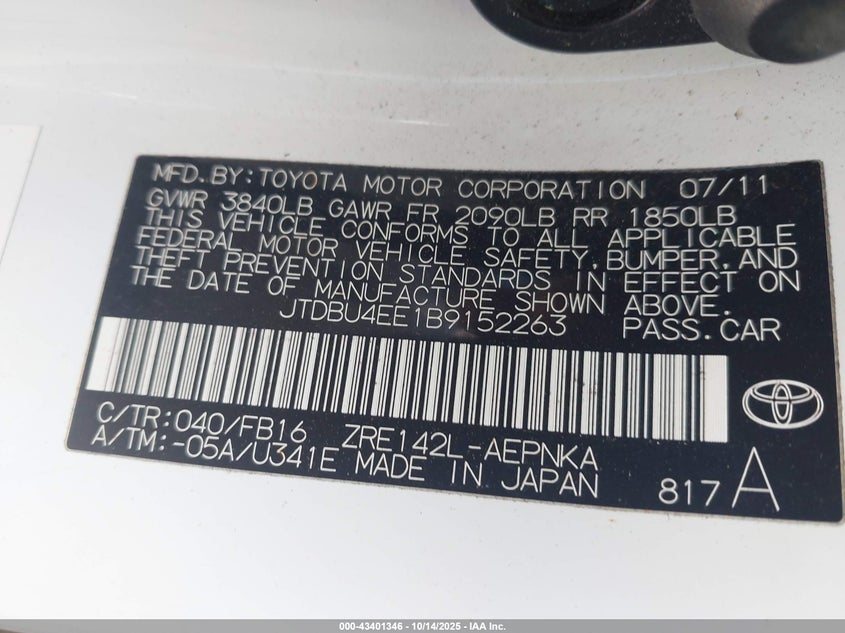 MFD. BY: TOYOTA MOTOR CORPORATION 07/11
GVWR 3840LB GAWR FR 2090LB RR 1850LB
THIS VEHICLE CONFORMS TO ALL APPLICABLE
FEDERAL MOTOR VEHICLE SAFETY, BUMPER, AND
THEFT PREVENTION STANDARDS IN EFFECT ON
THE DATE OF MANUFACTURE SHOWN ABOVE.
JTDBU4EE1B9152263 PASS. CAR
C/TR: 040/FB16 ZRE142L-AEPNKA
A/TM: -05A/U341E MADE IN JAPAN 817 A
000-43401346 - 10/14/2025 - IAA Inc.